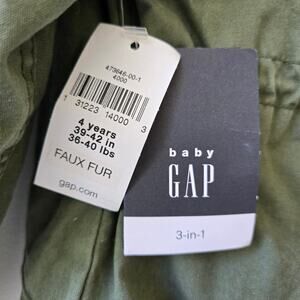 473646-00-1
4000
1 31223 14000 3
4 years
39-42 in
36-40 lbs
FAUX FUR
gap.com
baby
GAP
3-in-1